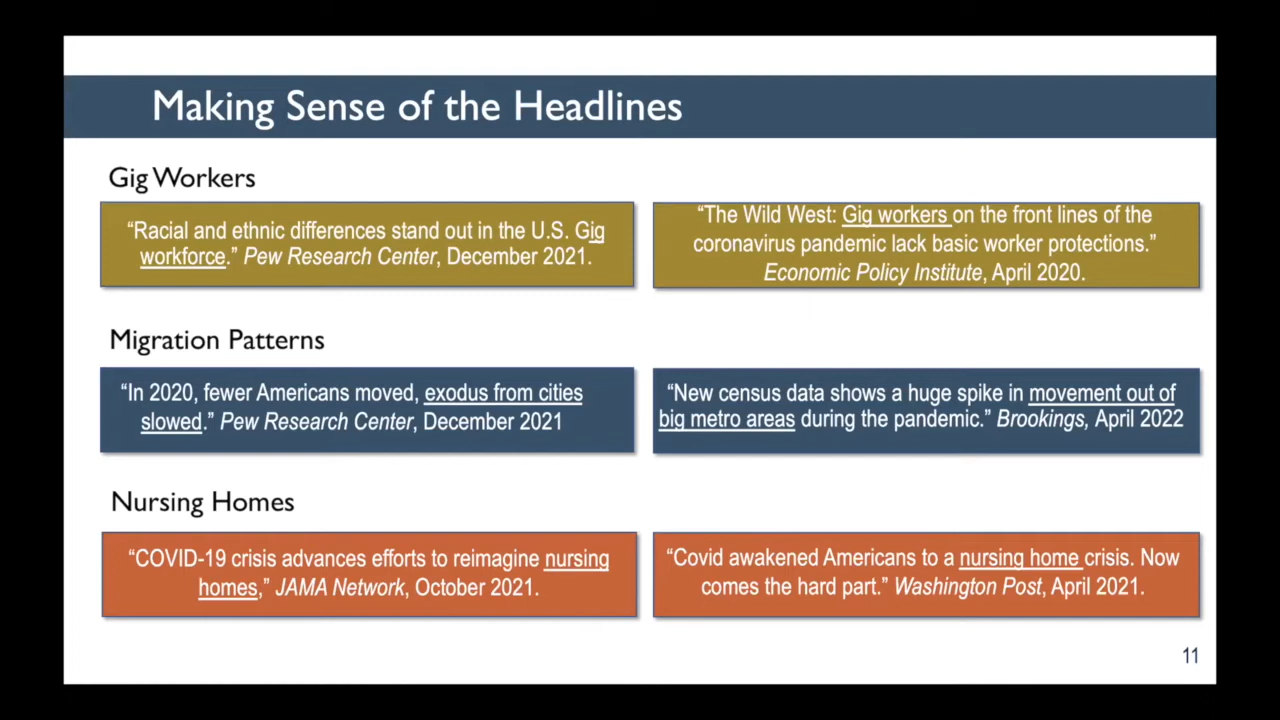 Making Sense of the Headlines
Gig Workers
“Racial and ethnic differences stand out in the U.S. Gig
workforce.” Pew Research Center, December 2021.
“The Wild West: Gig workers on the front lines of the
coronavirus pandemic lack basic worker protections.”
Economic Policy Institute, April 2020.
Migration Patterns
“In 2020, fewer Americans moved, exodus from cities
slowed.” Pew Research Center, December 2021
“New census data shows a huge spike in movement out of
big metro areas during the pandemic.” Brookings, April 2022
Nursing Homes
“COVID-19 crisis advances efforts to reimagine nursing
homes,” JAMA Network, October 2021.
“Covid awakened Americans to a nursing home crisis. Now
comes the hard part.” Washington Post, April 2021.
11